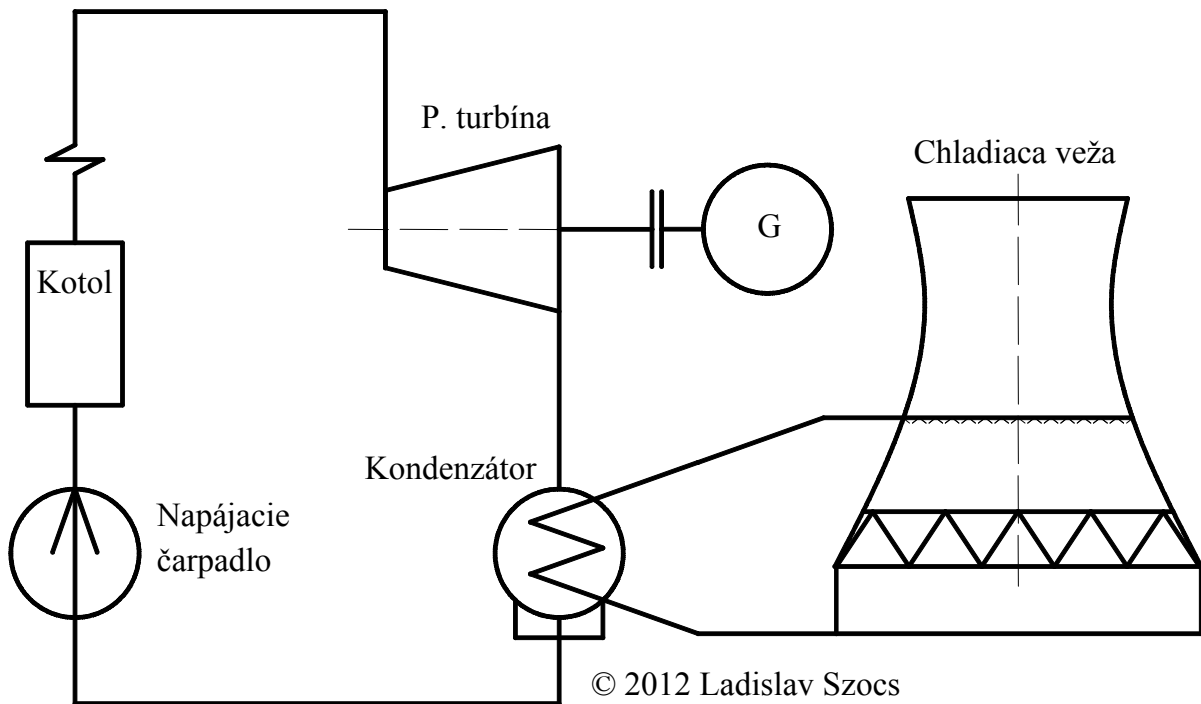 P. turbína
Chladiaca veža
G
Kotol
Kondenzátor
Napájacie
čarpadlo
© 2012 Ladislav Szocs